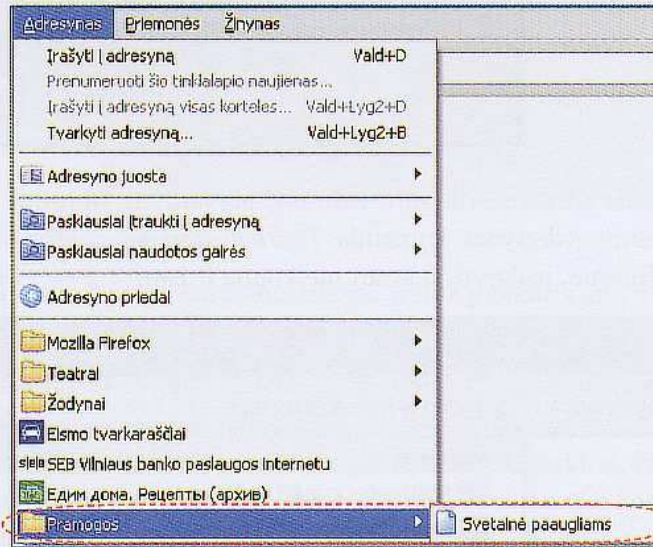 Adresynas Priemonės Žinynas
Įrašyti į adresyną Vald+D
Prenumeruoti šio tinklalapio naujienas...
Įrašyti į adresyną visas korteles... Vald+Lyg2+D
Tvarkyti adresyną... Vald+Lyg2+B
Adresyno juosta
Paskiausiai įtraukti į adresyną
Paskiausiai naudotos gairės
Adresyno priedai
Mozilla Firefox
Teatrai
Žodynai
Eismo tvarkaraščiai
SEB Vilniaus banko paslaugos internetu
Едим дома. Рецепты (архив)
Pramogos Svetainė paaugliams